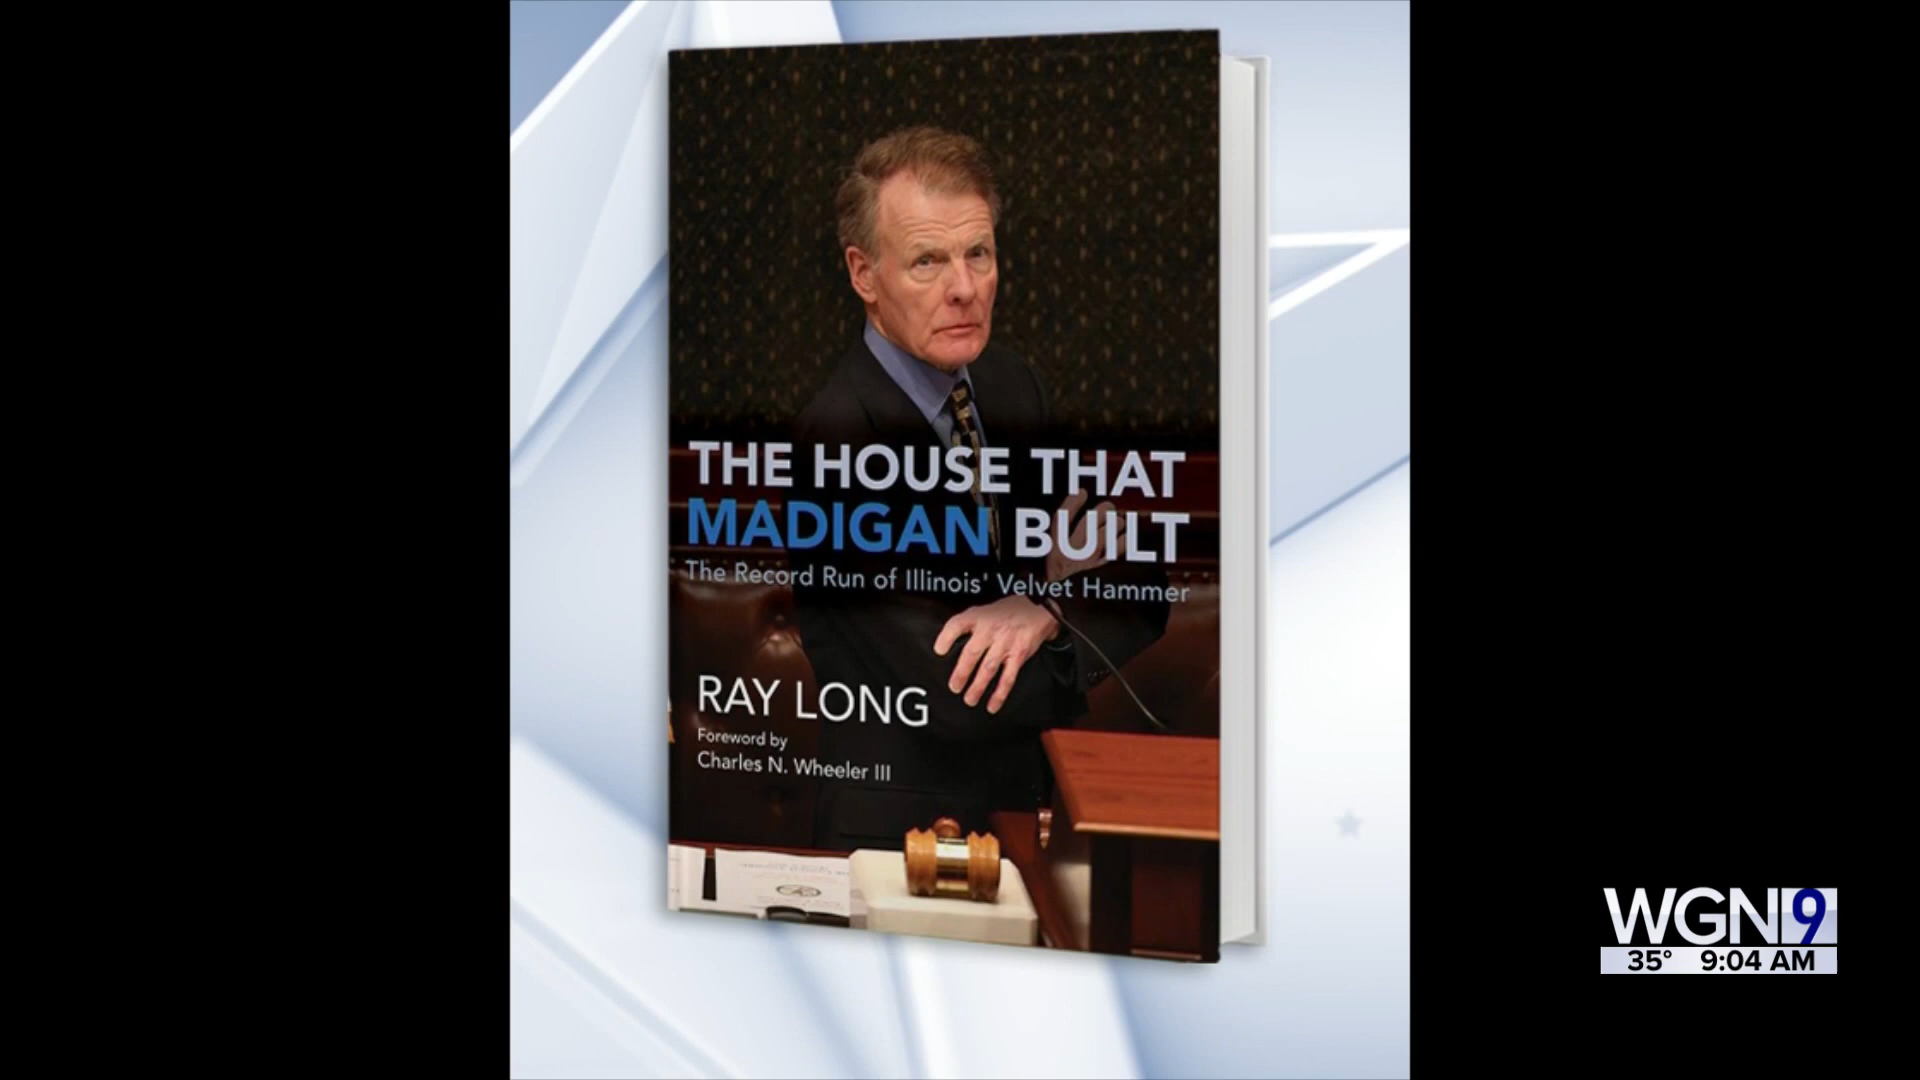 THE HOUSE THAT
MADIGAN BUILT
The Record Run of Illinois' Velvet Hammer
RAY LONG
Foreword by
Charles N. Wheeler III
WGN9
35° 9:04 AM